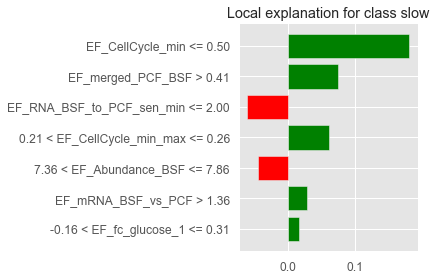 Local explanation for class slow
EF_CellCycle_min <= 0.50
EF_merged_PCF_BSF > 0.41
EF_RNA_BSF_to_PCF_sen_min <= 2.00
0.21 < EF_CellCycle_min_max <= 0.26
7.36 < EF_Abundance_BSF <= 7.86
EF_mRNA_BSF_vs_PCF > 1.36
-0.16 < EF_fc_glucose_1 <= 0.31
0.0 0.1